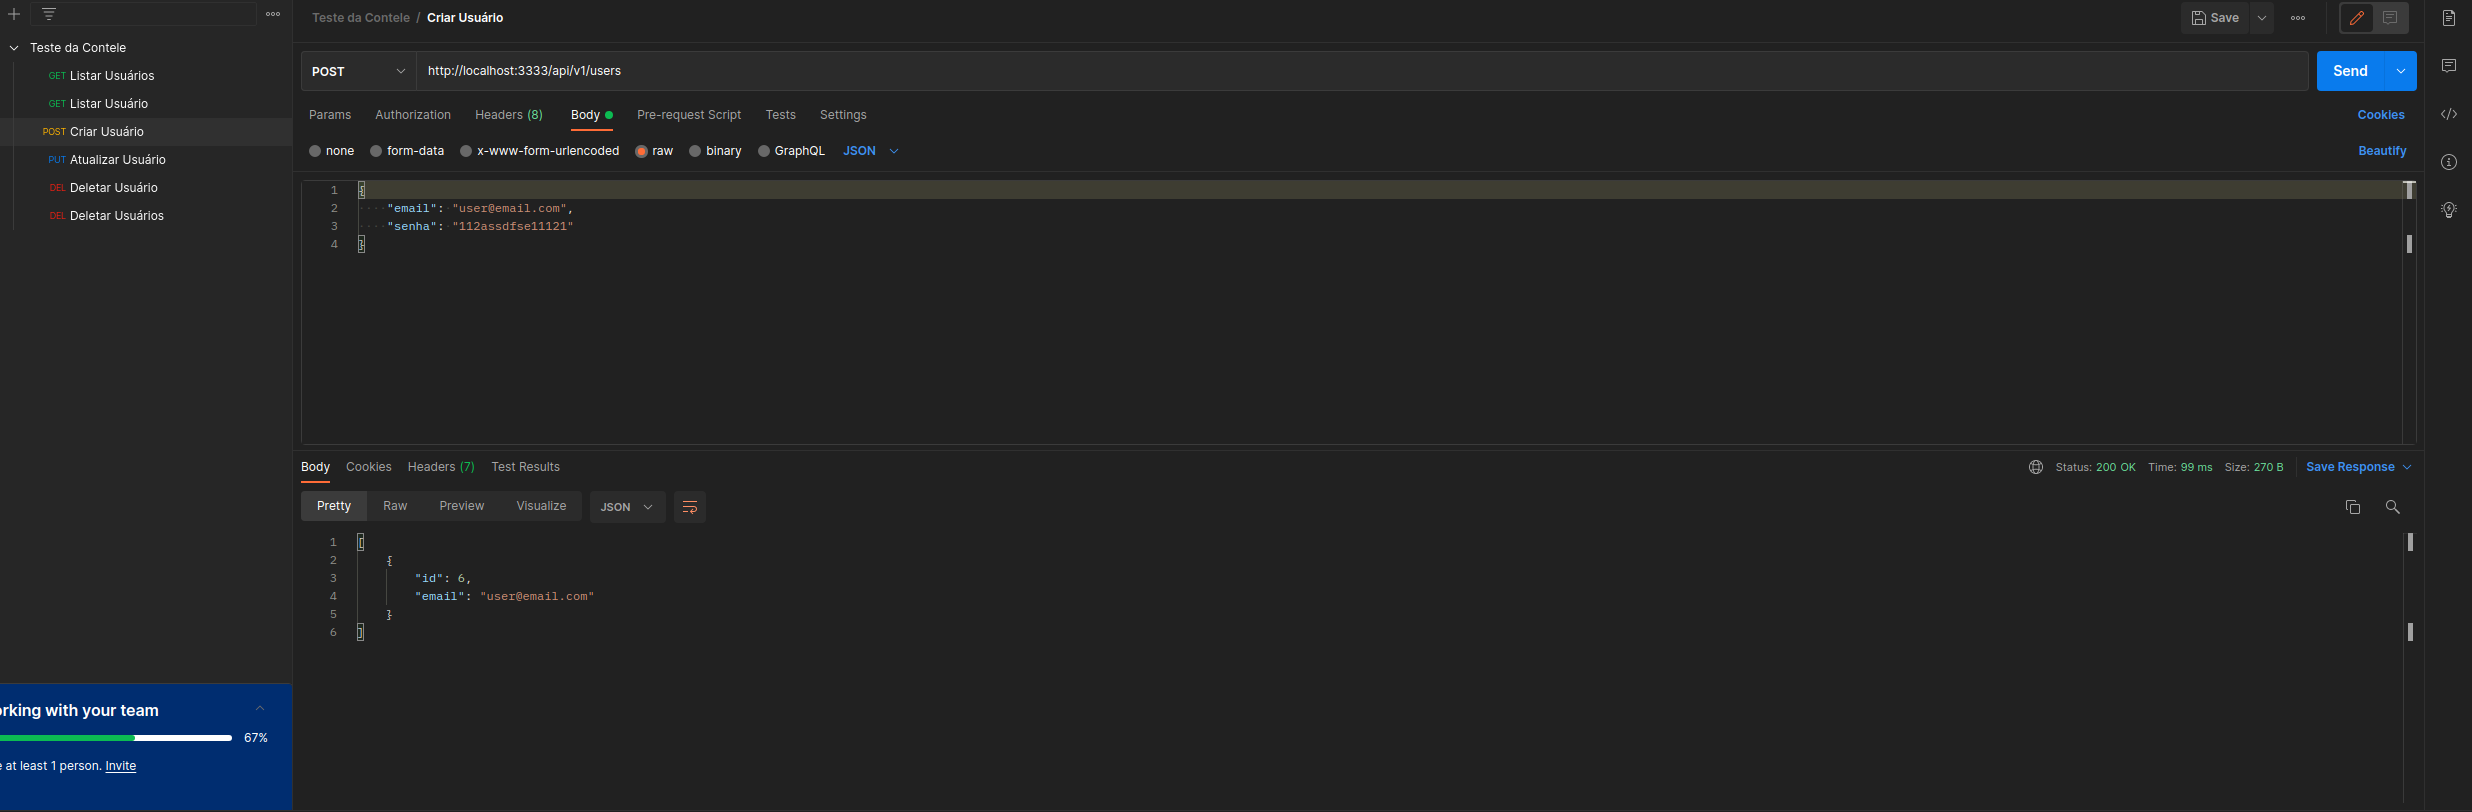 Teste da Contele / Criar Usuário
Save
Teste da Contele
GET Listar Usuários
GET Listar Usuário
POST Criar Usuário
PUT Atualizar Usuário
DEL Deletar Usuário
DEL Deletar Usuários
POST
http://localhost:3333/api/v1/users
Send
Params Authorization Headers (8) Body Pre-request Script Tests Settings
Cookies
none form-data x-www-form-urlencoded raw binary GraphQL JSON
Beautify
1 {
2 "email": "user@email.com",
3 "senha": "112assdfse11121"
4 }
Body Cookies Headers (7) Test Results
Status: 200 OK Time: 99 ms Size: 270 B Save Response
Pretty Raw Preview Visualize JSON
1 [
2 {
3 "id": 6,
4 "email": "user@email.com"
5 }
6 ]
orking with your team
67%
e at least 1 person. Invite